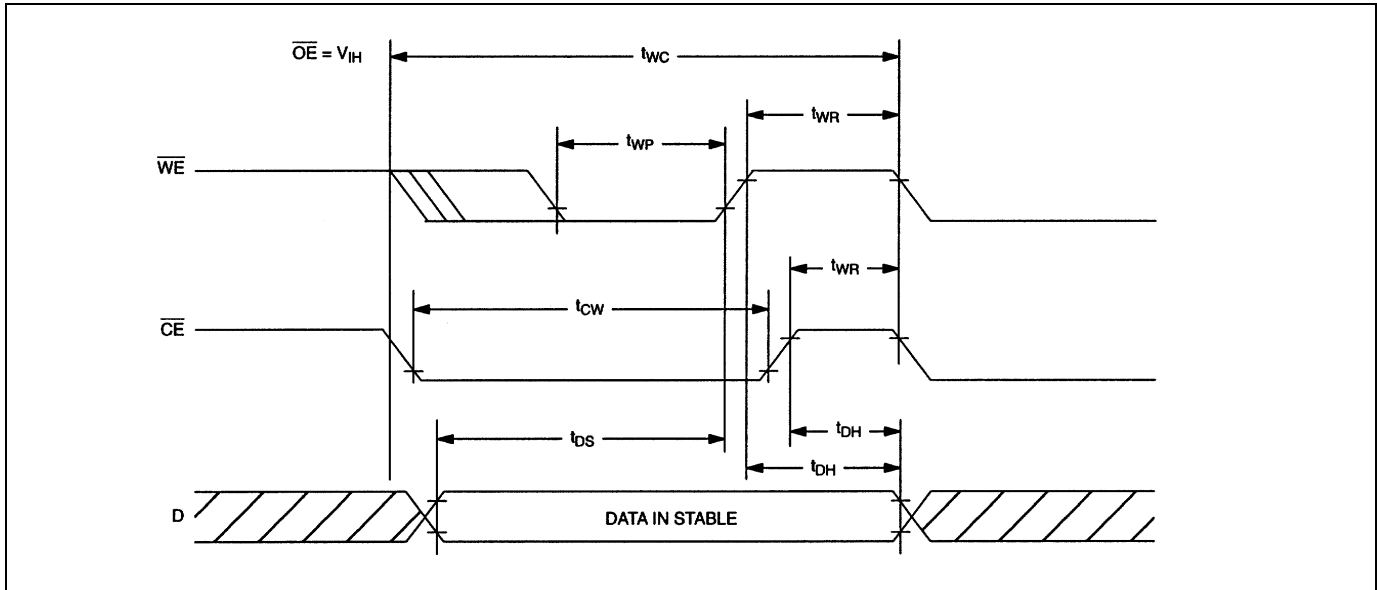 OE = VIH
tWC
tWR
tWP
WE
tWR
tCW
CE
tDH
tDS
tDH
D
DATA IN STABLE